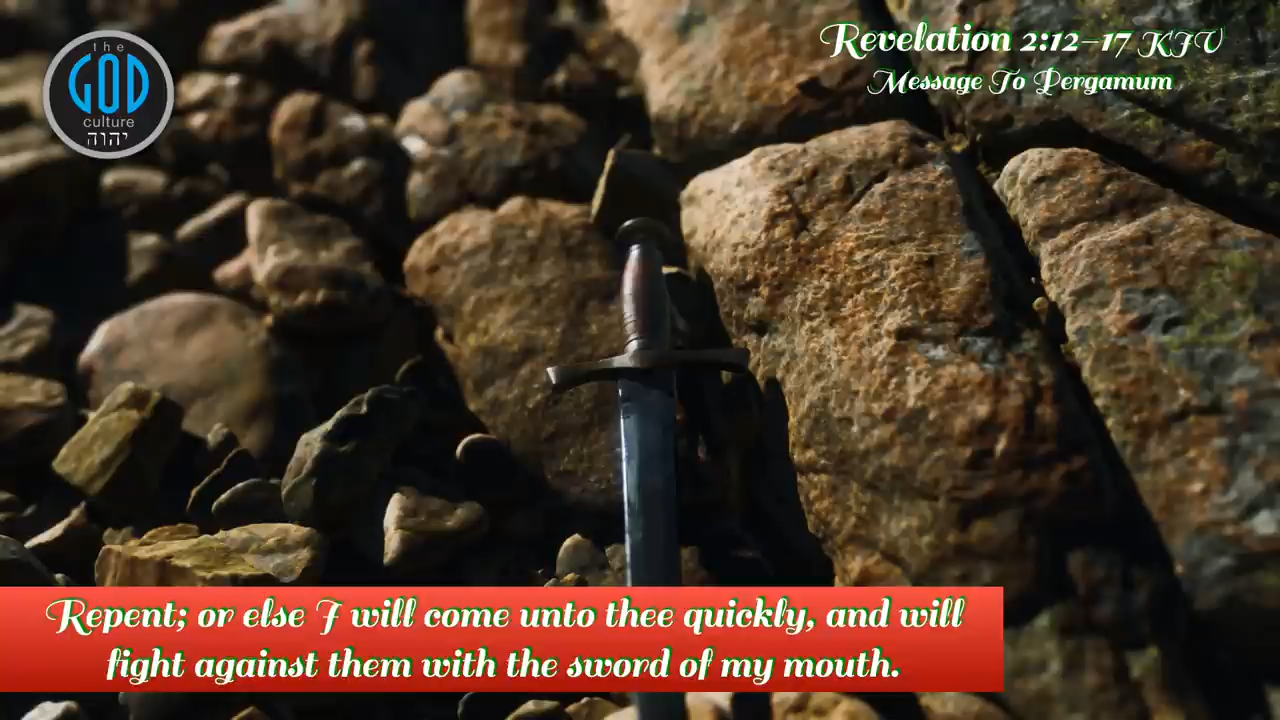 the
GOD
culture
יהוה
Revelation 2:12–17 KJV
Message To Pergamum
Repent; or else I will come unto thee quickly, and will
fight against them with the sword of my mouth.